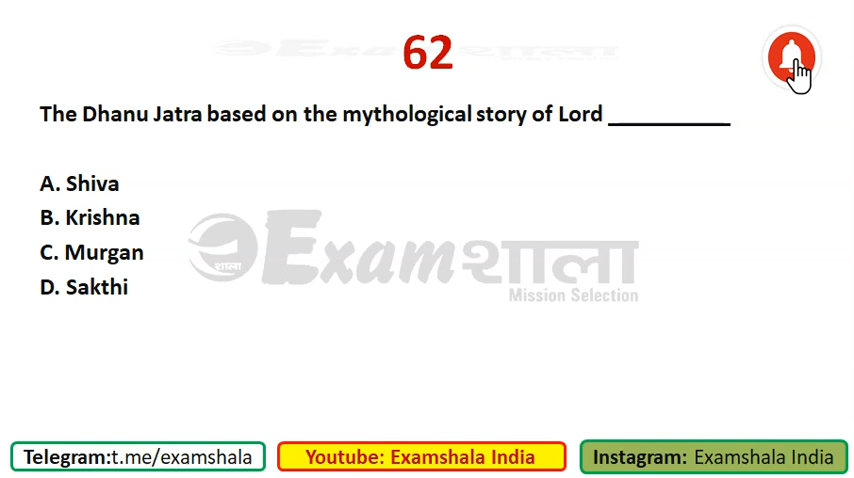 62
The Dhanu Jatra based on the mythological story of Lord ___________
A. Shiva
B. Krishna
C. Murgan
D. Sakthi
Examशाला
शाला
Mission Selection
Telegram:t.me/examshala
Youtube: Examshala India
Instagram: Examshala India